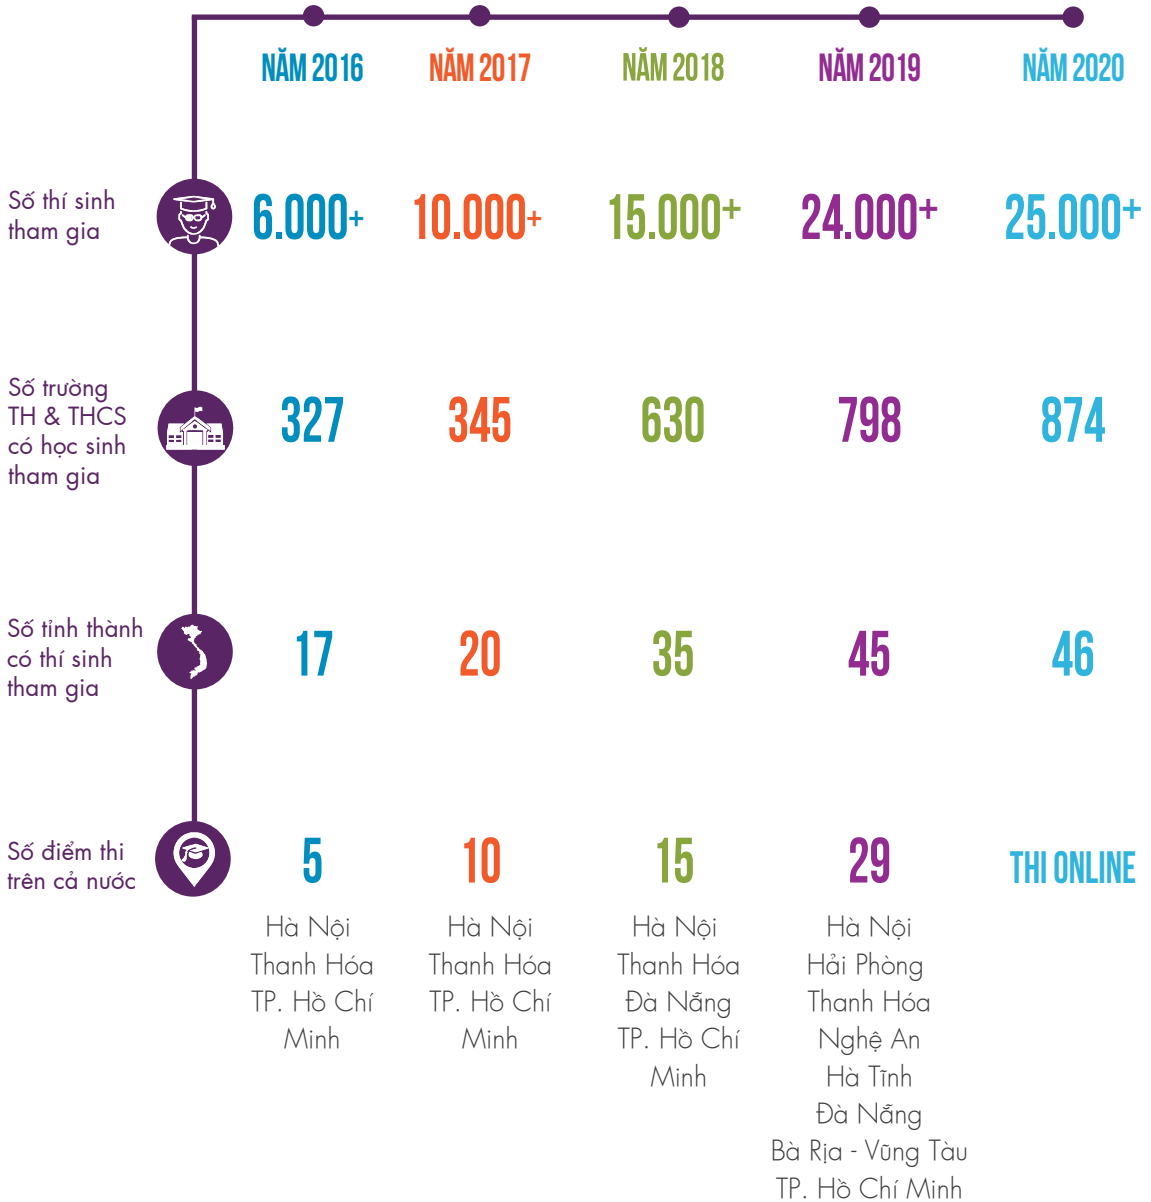 NĂM 2016 NĂM 2017 NĂM 2018 NĂM 2019 NĂM 2020
Số thí sinh
tham gia
6.000+ 10.000+ 15.000+ 24.000+ 25.000+
Số trường
TH & THCS
có học sinh
tham gia
327 345 630 798 874
Số tỉnh thành
có thí sinh
tham gia
17 20 35 45 46
Số điểm thi
trên cả nước
5 10 15 29 THI ONLINE
Hà Nội
Thanh Hóa
TP. Hồ Chí
Minh
Hà Nội
Thanh Hóa
TP. Hồ Chí
Minh
Hà Nội
Thanh Hóa
Đà Nẵng
TP. Hồ Chí
Minh
Hà Nội
Hải Phòng
Thanh Hóa
Nghệ An
Hà Tĩnh
Đà Nẵng
Bà Rịa - Vũng Tàu
TP. Hồ Chí Minh